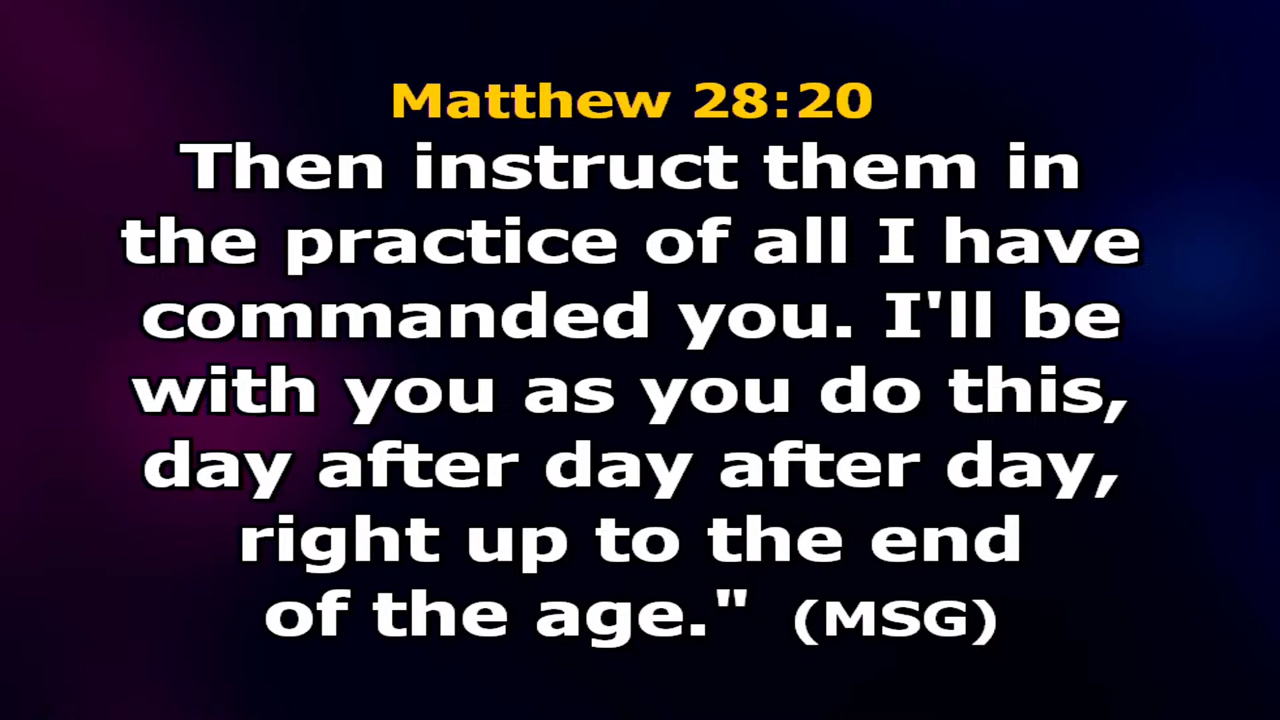 Matthew 28:20
Then instruct them in
the practice of all I have
commanded you. I'll be
with you as you do this,
day after day after day,
right up to the end
of the age." (MSG)